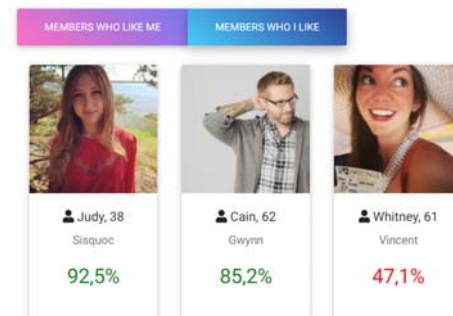 MEMBERS WHO LIKE ME
MEMBERS WHO I LIKE
Judy, 38
Sisquoc
92,5%
Cain, 62
Gwynn
85,2%
Whitney, 61
Vincent
47,1%